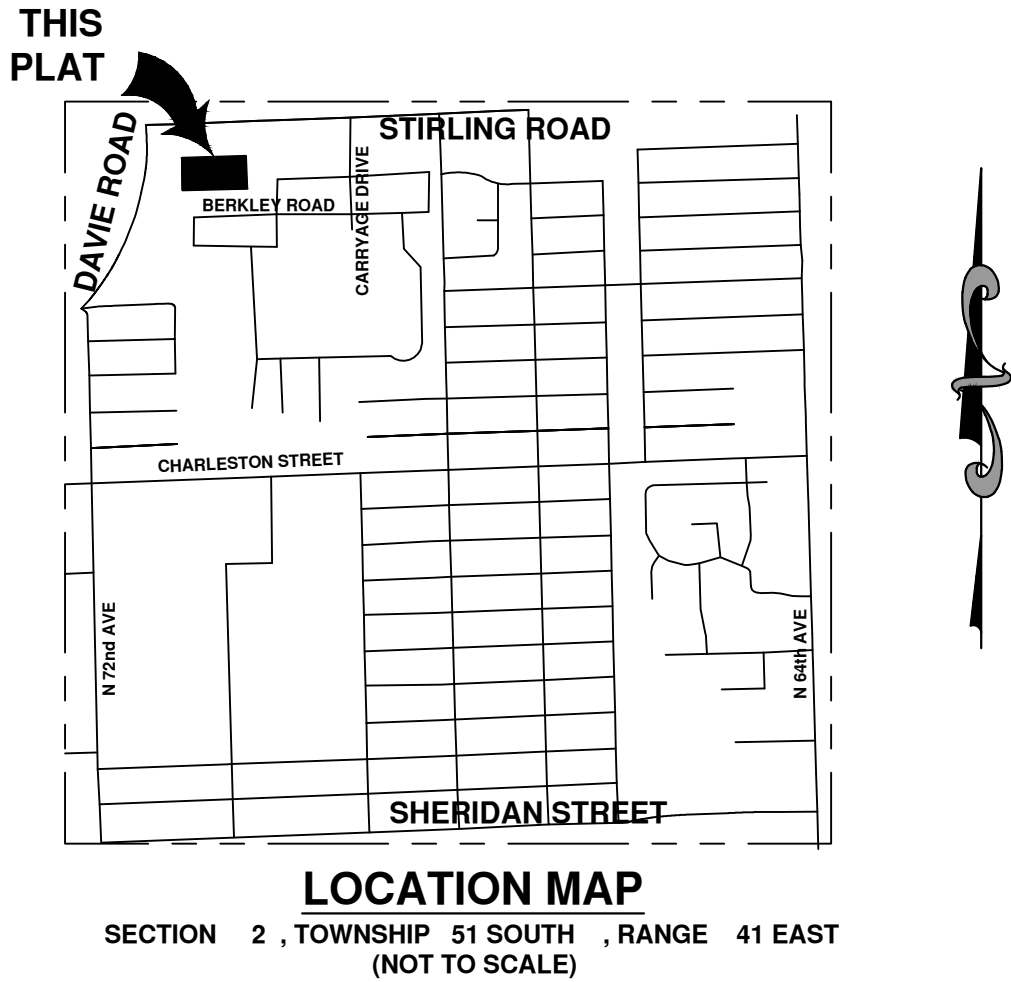 THIS
PLAT
STIRLING ROAD
DAVIE ROAD
BERKLEY ROAD
CARRYAGE DRIVE
CHARLESTON STREET
N 72nd AVE
N 64th AVE
SHERIDAN STREET
LOCATION MAP
SECTION 2 , TOWNSHIP 51 SOUTH , RANGE 41 EAST
(NOT TO SCALE)